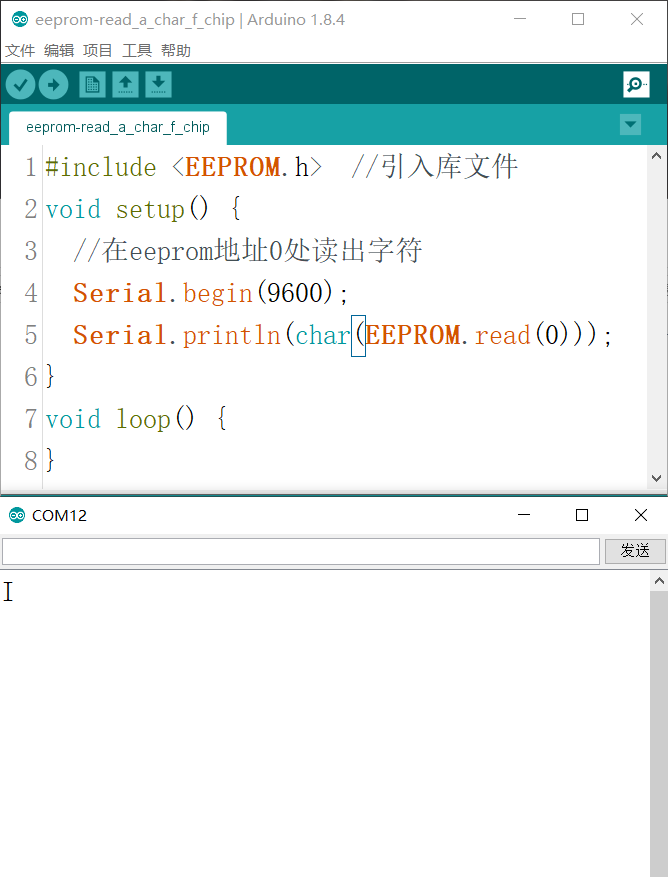 eeprom-read_a_char_f_chip | Arduino 1.8.4
文件 编辑 项目 工具 帮助
eeprom-read_a_char_f_chip
1 #include <EEPROM.h>  //引入库文件
2 void setup() {
3   //在eeprom地址0处读出字符
4   Serial.begin(9600);
5   Serial.println(char(EEPROM.read(0)));
6 }
7 void loop() {
8 }
COM12
发送
I